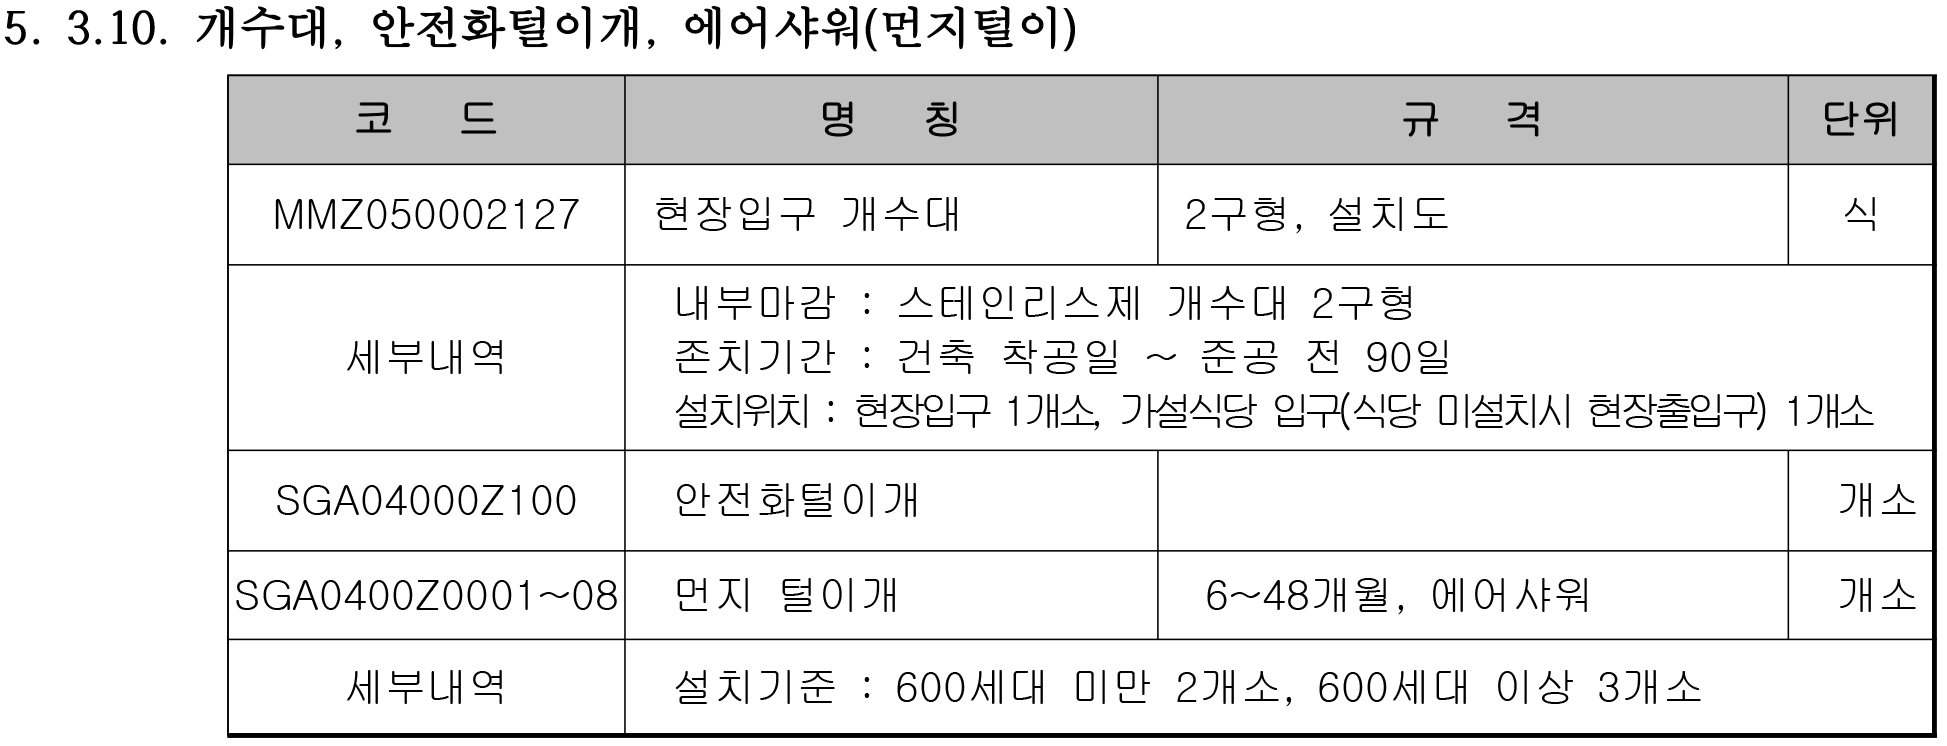 5. 3.10. 개수대, 안전화털이개, 에어샤워(먼지털이)
코 드 명 칭 규 격 단위
MMZ050002127 현장입구 개수대 2구형, 설치도 식
세부내역
내부마감 : 스테인리스제 개수대 2구형
존치기간 : 건축 착공일 ~ 준공 전 90일
설치위치 : 현장입구 1개소, 가설식당 입구(식당 미설치시 현장출입구) 1개소
SGA04000Z100 안전화털이개 개소
SGA0400Z0001~08 먼지 털이개 6~48개월, 에어샤워 개소
세부내역 설치기준 : 600세대 미만 2개소, 600세대 이상 3개소